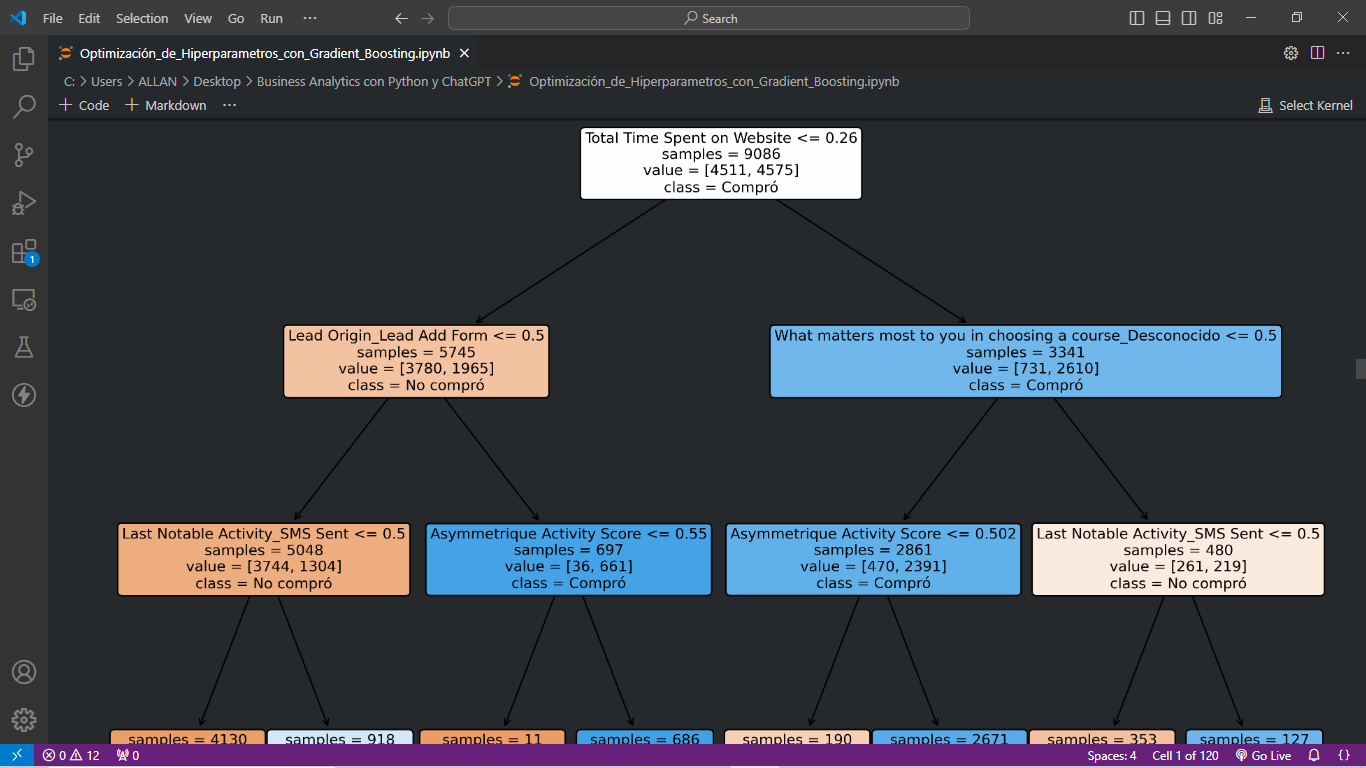 File Edit Selection View Go Run ···
Search
Optimización_de_Hiperparametros_con_Gradient_Boosting.ipynb
C: > Users > ALLAN > Desktop > Business Analytics con Python y ChatGPT > Optimización_de_Hiperparametros_con_Gradient_Boosting.ipynb
+ Code + Markdown ···
Select Kernel
Total Time Spent on Website <= 0.26
samples = 9086
value = [4511, 4575]
class = Compró
Lead Origin_Lead Add Form <= 0.5
samples = 5745
value = [3780, 1965]
class = No compró
What matters most to you in choosing a course_Desconocido <= 0.5
samples = 3341
value = [731, 2610]
class = Compró
Last Notable Activity_SMS Sent <= 0.5
samples = 5048
value = [3744, 1304]
class = No compró
Asymmetrique Activity Score <= 0.55
samples = 697
value = [36, 661]
class = Compró
Asymmetrique Activity Score <= 0.502
samples = 2861
value = [470, 2391]
class = Compró
Last Notable Activity_SMS Sent <= 0.5
samples = 480
value = [261, 219]
class = No compró
samples = 4130
samples = 918
samples = 11
samples = 686
samples = 190
samples = 2671
samples = 353
samples = 127
1
0 12 0
Spaces: 4 Cell 1 of 120 Go Live {}